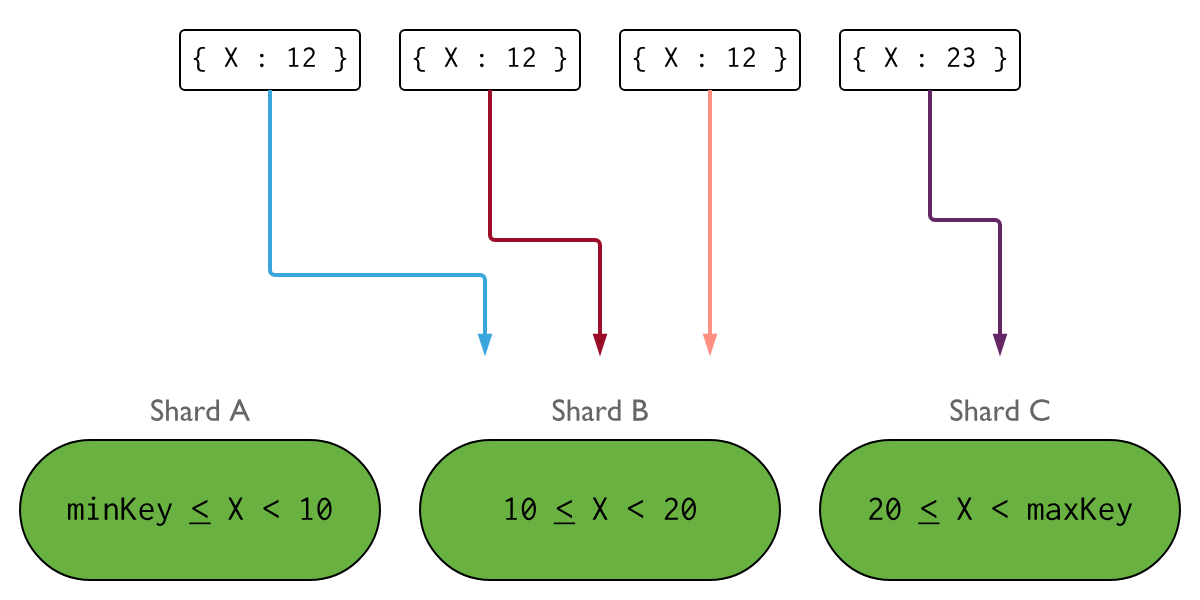 { X : 12 } { X : 12 } { X : 12 } { X : 23 }
Shard A Shard B Shard C
minKey ≤ X < 10 10 ≤ X < 20 20 ≤ X < maxKey